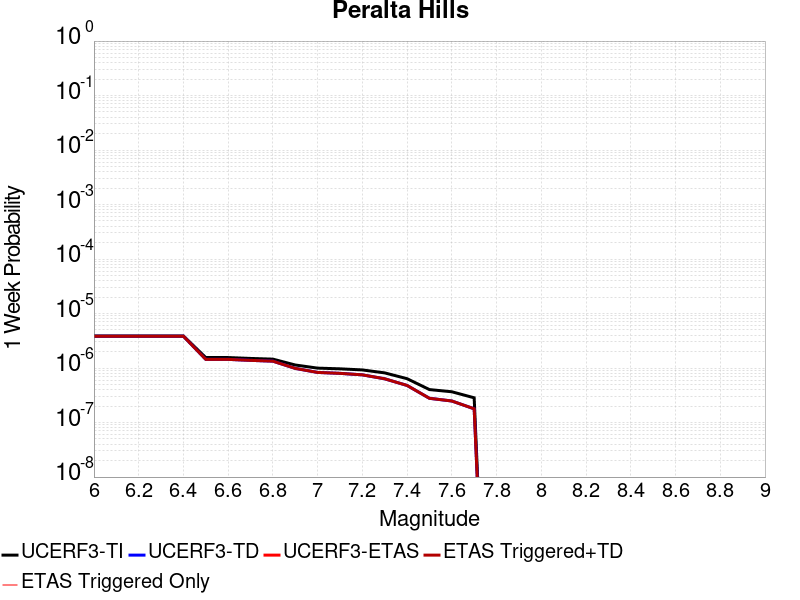 Peralta Hills
10^0
10^-1
10^-2
10^-3
10^-4
10^-5
10^-6
10^-7
10^-8
1 Week Probability
6 6.2 6.4 6.6 6.8 7 7.2 7.4 7.6 7.8 8 8.2 8.4 8.6 8.8 9
Magnitude
UCERF3-TI UCERF3-TD UCERF3-ETAS ETAS Triggered+TD
ETAS Triggered Only